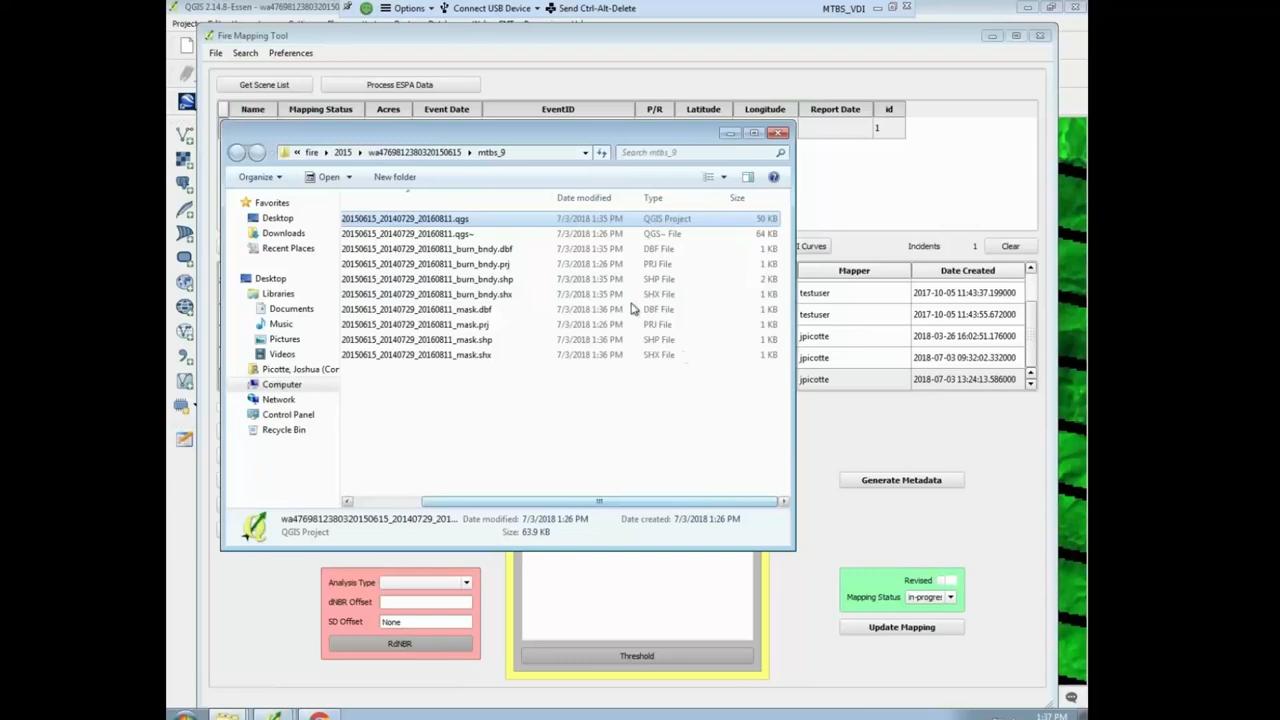 QGIS 2.14.8-Essen - wa4769812380320150
Options
Connect USB Device
Send Ctrl-Alt-Delete
MTBS_VDI
Fire Mapping Tool
File Search Preferences
Get Scene List
Process ESPA Data
Name Mapping Status Acres Event Date EventID P/R Latitude Longitude Report Date id
1
fire 2015 wa4769812380320150615 mtbs_9
Search mtbs_9
Organize Open New folder
Date modified Type Size
Favorites
Desktop
Downloads
Recent Places
Desktop
Libraries
Documents
Music
Pictures
Videos
Picotte, Joshua (Cor
Computer
Network
Control Panel
Recycle Bin
20150615_20140729_20160811.qgs 7/3/2018 1:35 PM QGIS Project 50 KB
20150615_20140729_20160811.qgs~ 7/3/2018 1:26 PM QGS~ File 64 KB
20150615_20140729_20160811_burn_bndy.dbf 7/3/2018 1:35 PM DBF File 1 KB
20150615_20140729_20160811_burn_bndy.prj 7/3/2018 1:26 PM PRJ File 1 KB
20150615_20140729_20160811_burn_bndy.shp 7/3/2018 1:35 PM SHP File 2 KB
20150615_20140729_20160811_burn_bndy.shx 7/3/2018 1:35 PM SHX File 1 KB
20150615_20140729_20160811_mask.dbf 7/3/2018 1:36 PM DBF File 1 KB
20150615_20140729_20160811_mask.prj 7/3/2018 1:26 PM PRJ File 1 KB
20150615_20140729_20160811_mask.shp 7/3/2018 1:36 PM SHP File 1 KB
20150615_20140729_20160811_mask.shx 7/3/2018 1:36 PM SHX File 1 KB
wa4769812380320150615_20140729_201... Date modified: 7/3/2018 1:26 PM Date created: 7/3/2018 1:26 PM
QGIS Project Size: 63.9 KB
Curves
Incidents 1
Clear
Mapper Date Created
testuser 2017-10-05 11:43:37.199000
testuser 2017-10-05 11:43:55.672000
jpicotte 2018-03-26 16:02:51.176000
jpicotte 2018-07-03 09:32:02.332000
jpicotte 2018-07-03 13:24:13.586000
Generate Metadata
Analysis Type
dNBR Offset
SD Offset None
RdNBR
Threshold
Revised
Mapping Status in-progres
Update Mapping
1:37 PM